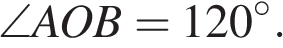 ∠AOB = 120°.